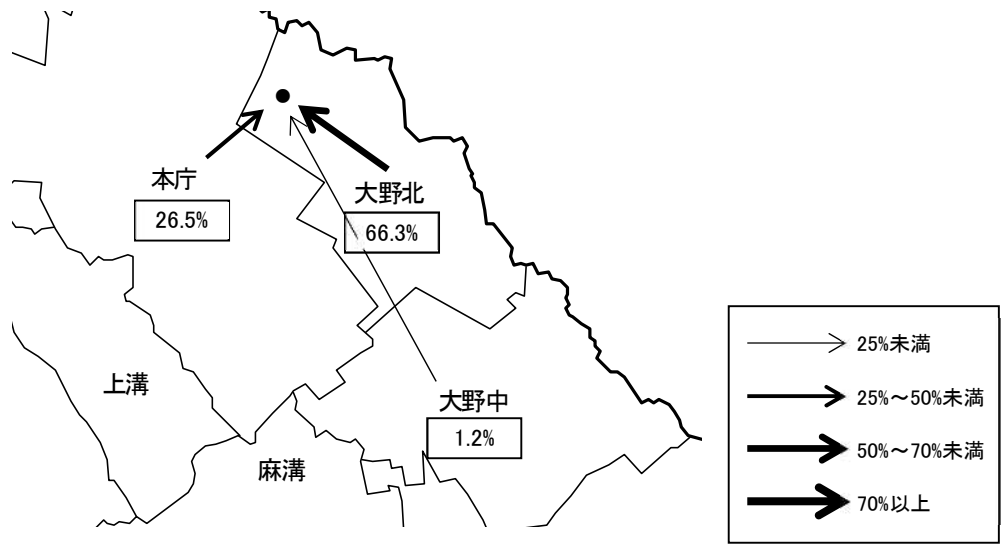 本庁
26.5%
大野北
66.3%
上溝
大野中
1.2%
麻溝
25%未満
25%～50%未満
50%～70%未満
70%以上